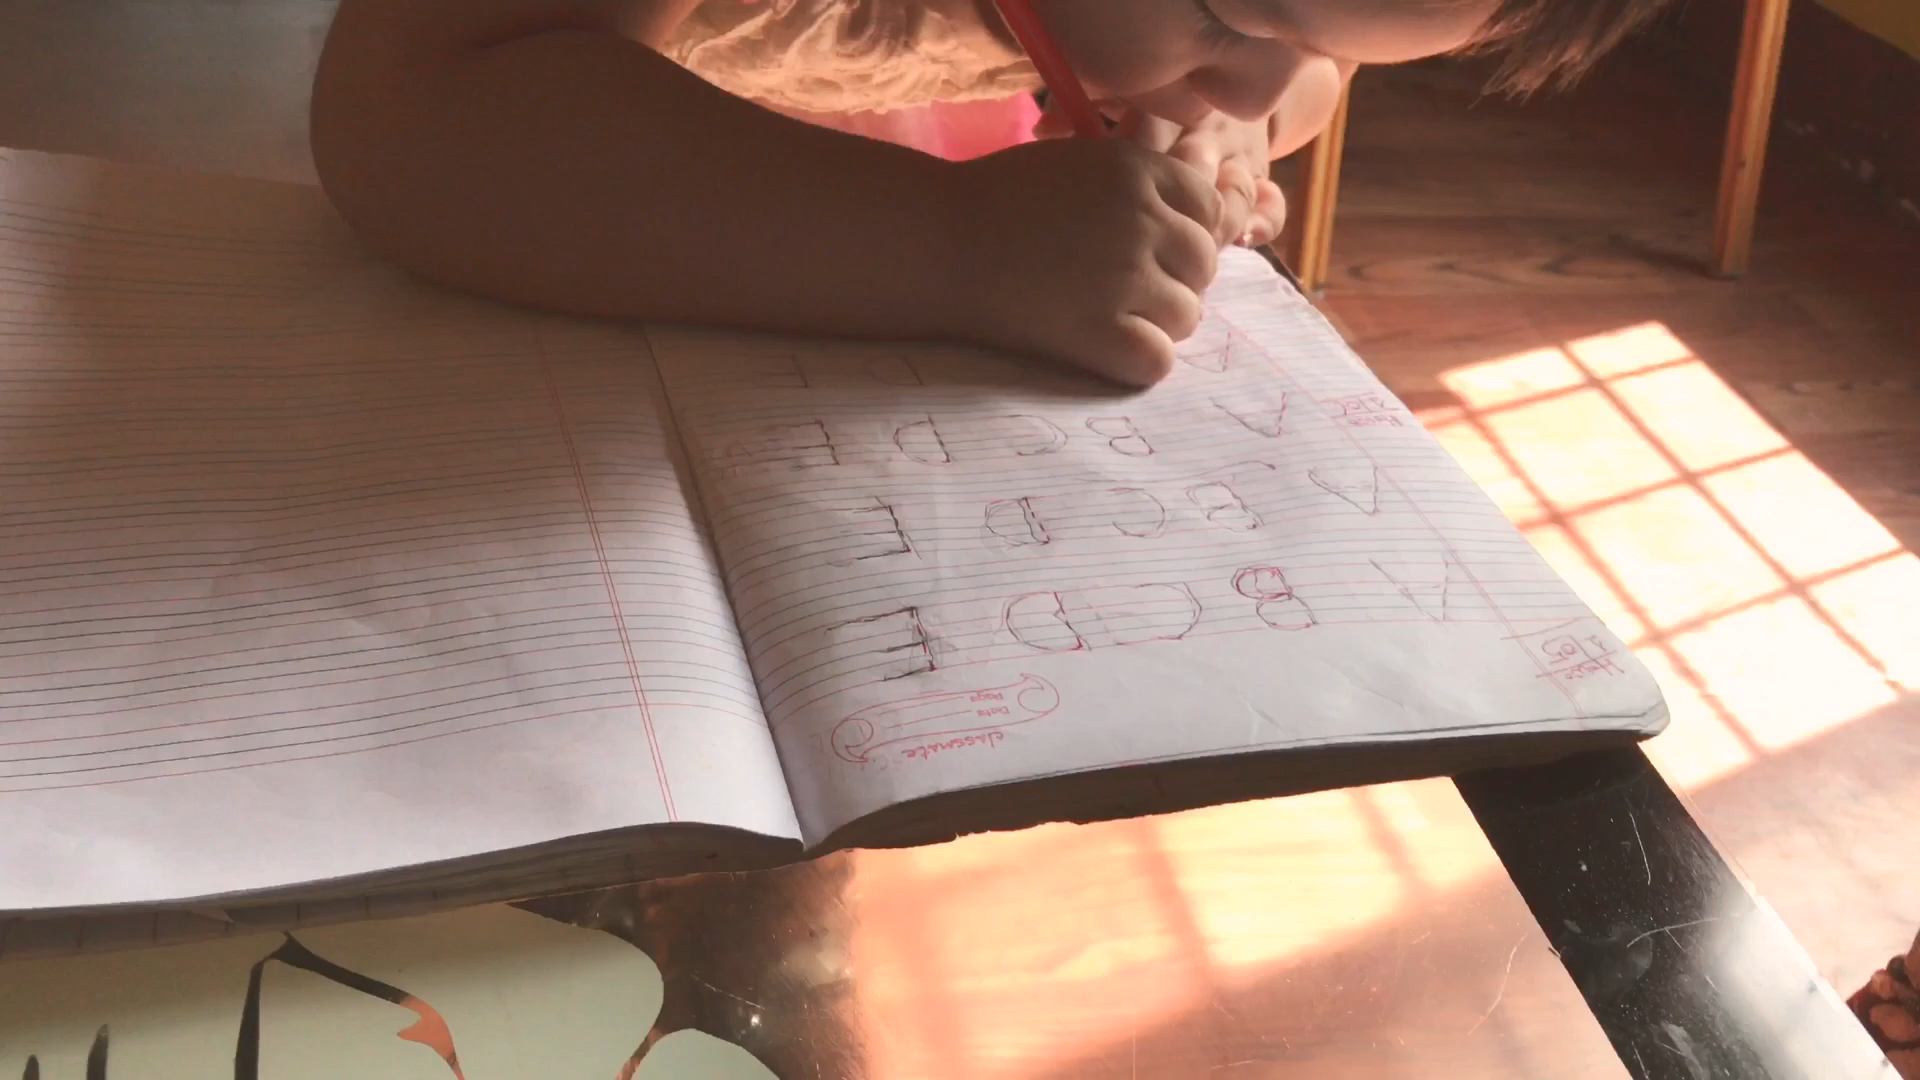 classmate
Date
Page
A B C D E
A B C D E
A B C D E
A D E